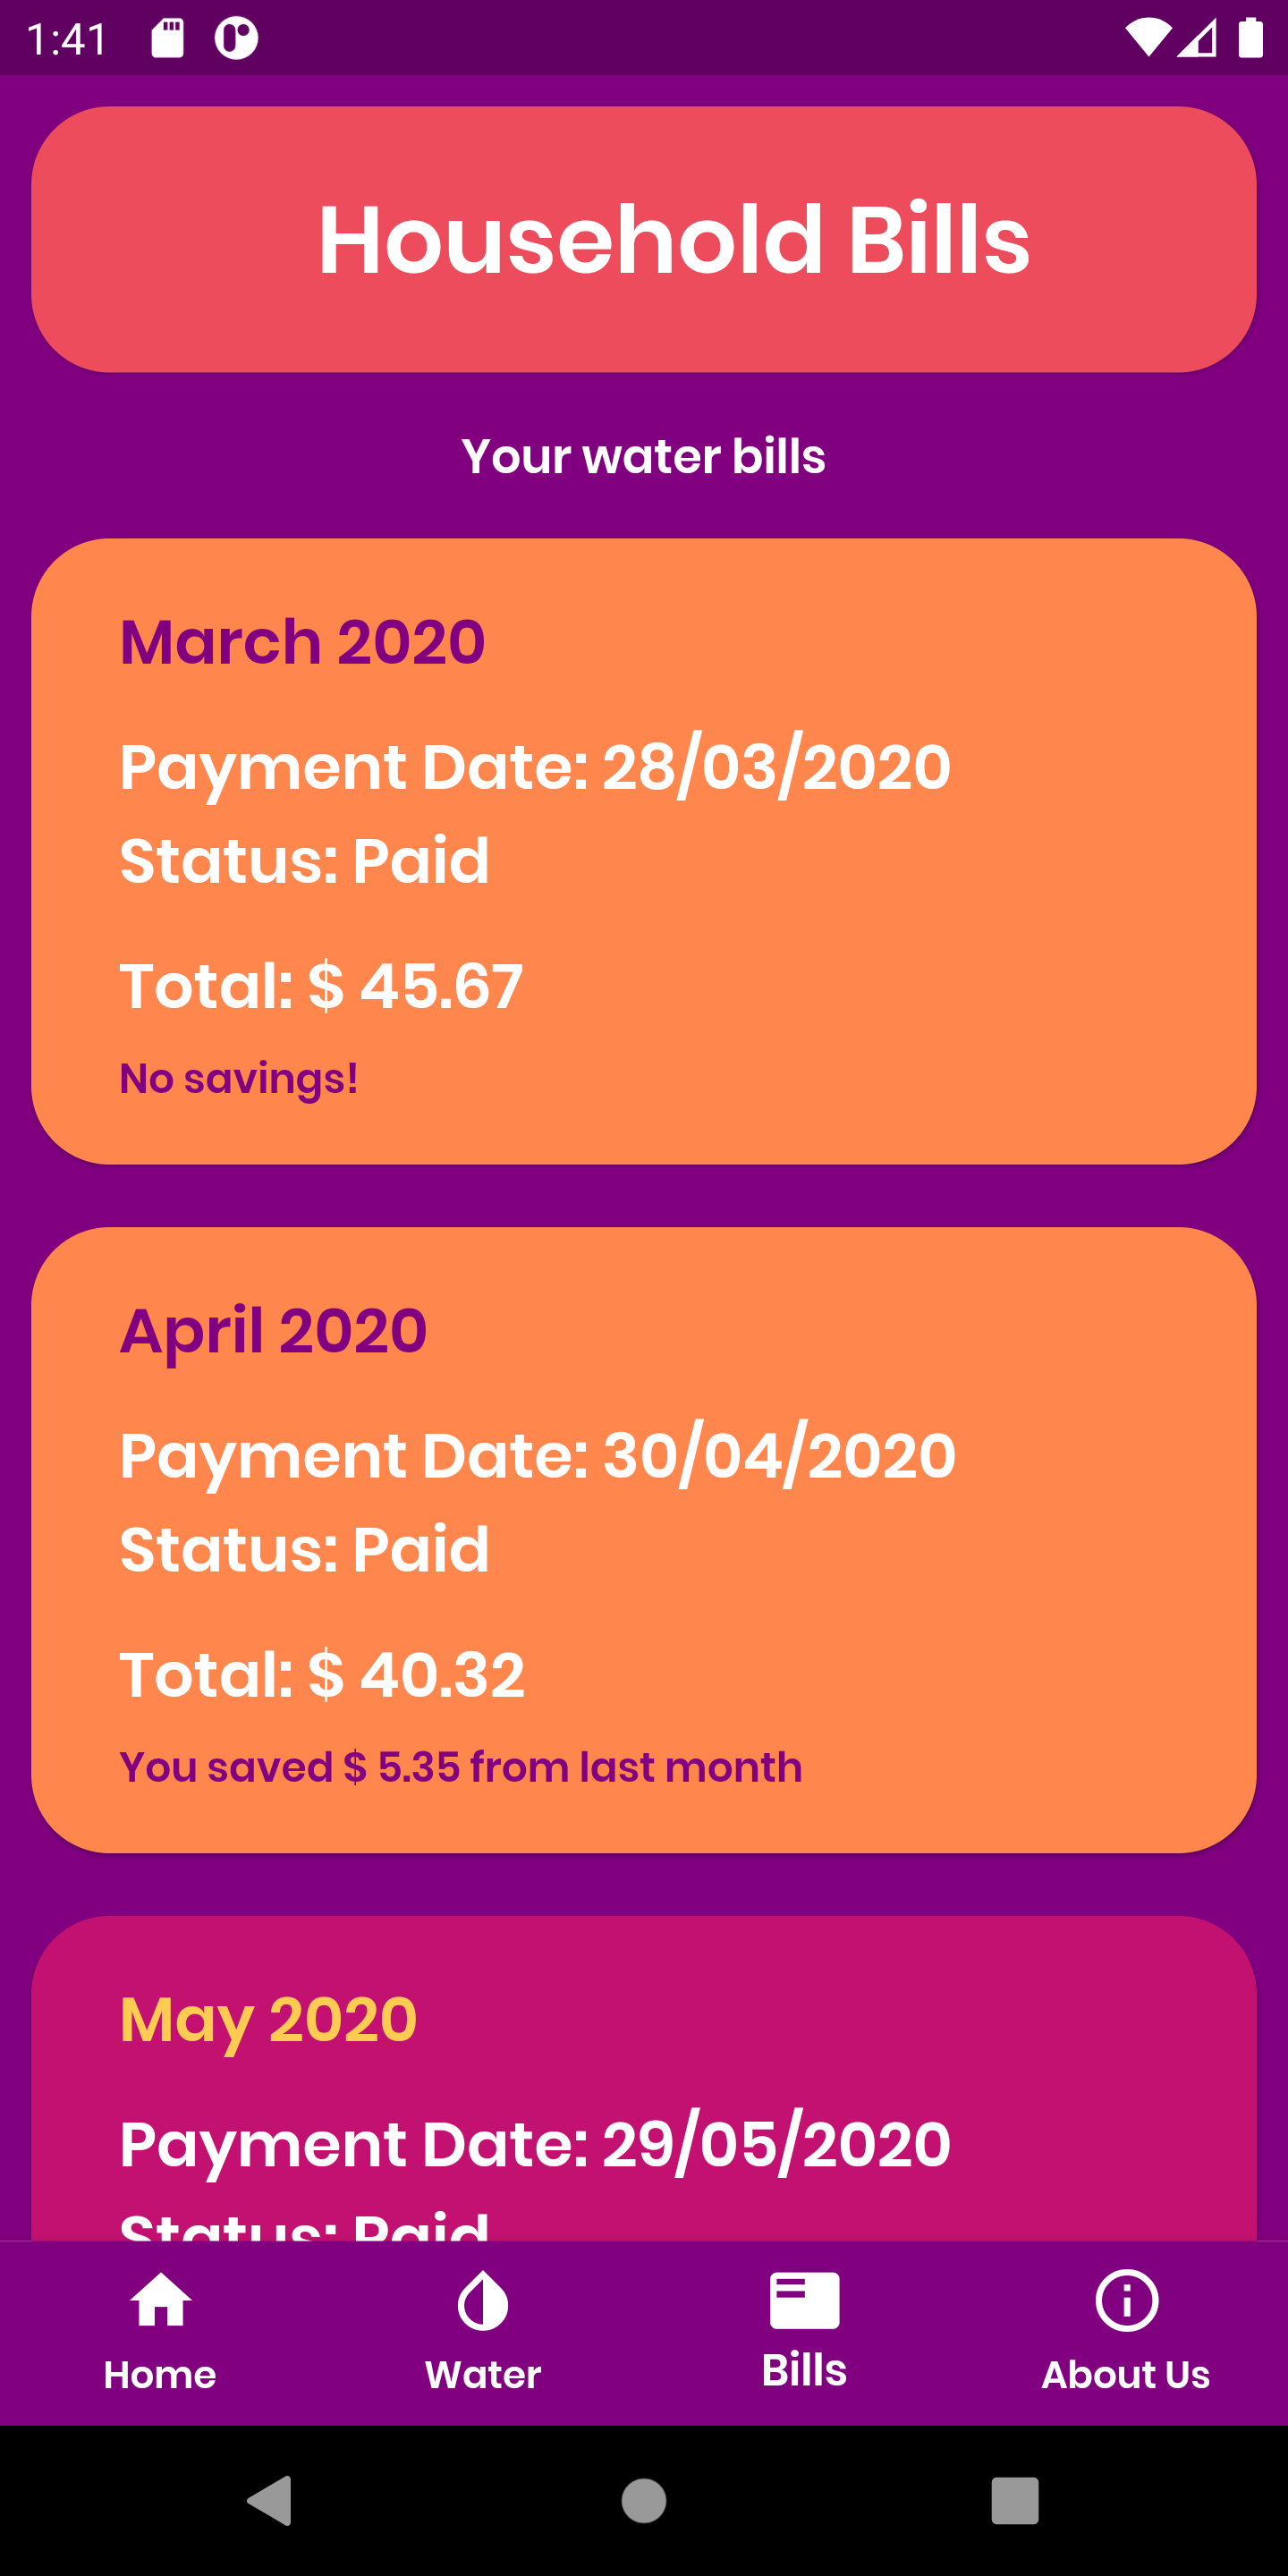 1:41
Household Bills
Your water bills
March 2020
Payment Date: 28/03/2020
Status: Paid
Total: $ 45.67
No savings!
April 2020
Payment Date: 30/04/2020
Status: Paid
Total: $ 40.32
You saved $ 5.35 from last month
May 2020
Payment Date: 29/05/2020
Status: Paid
Home
Water
Bills
About Us